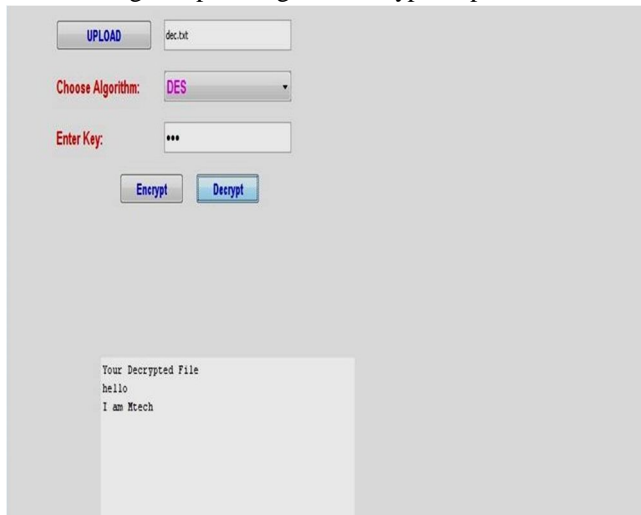 UPLOAD dec.txt
Choose Algorithm: DES
Enter Key: •••
Encrypt Decrypt
Your Decrypted File
hello
I am Mtech